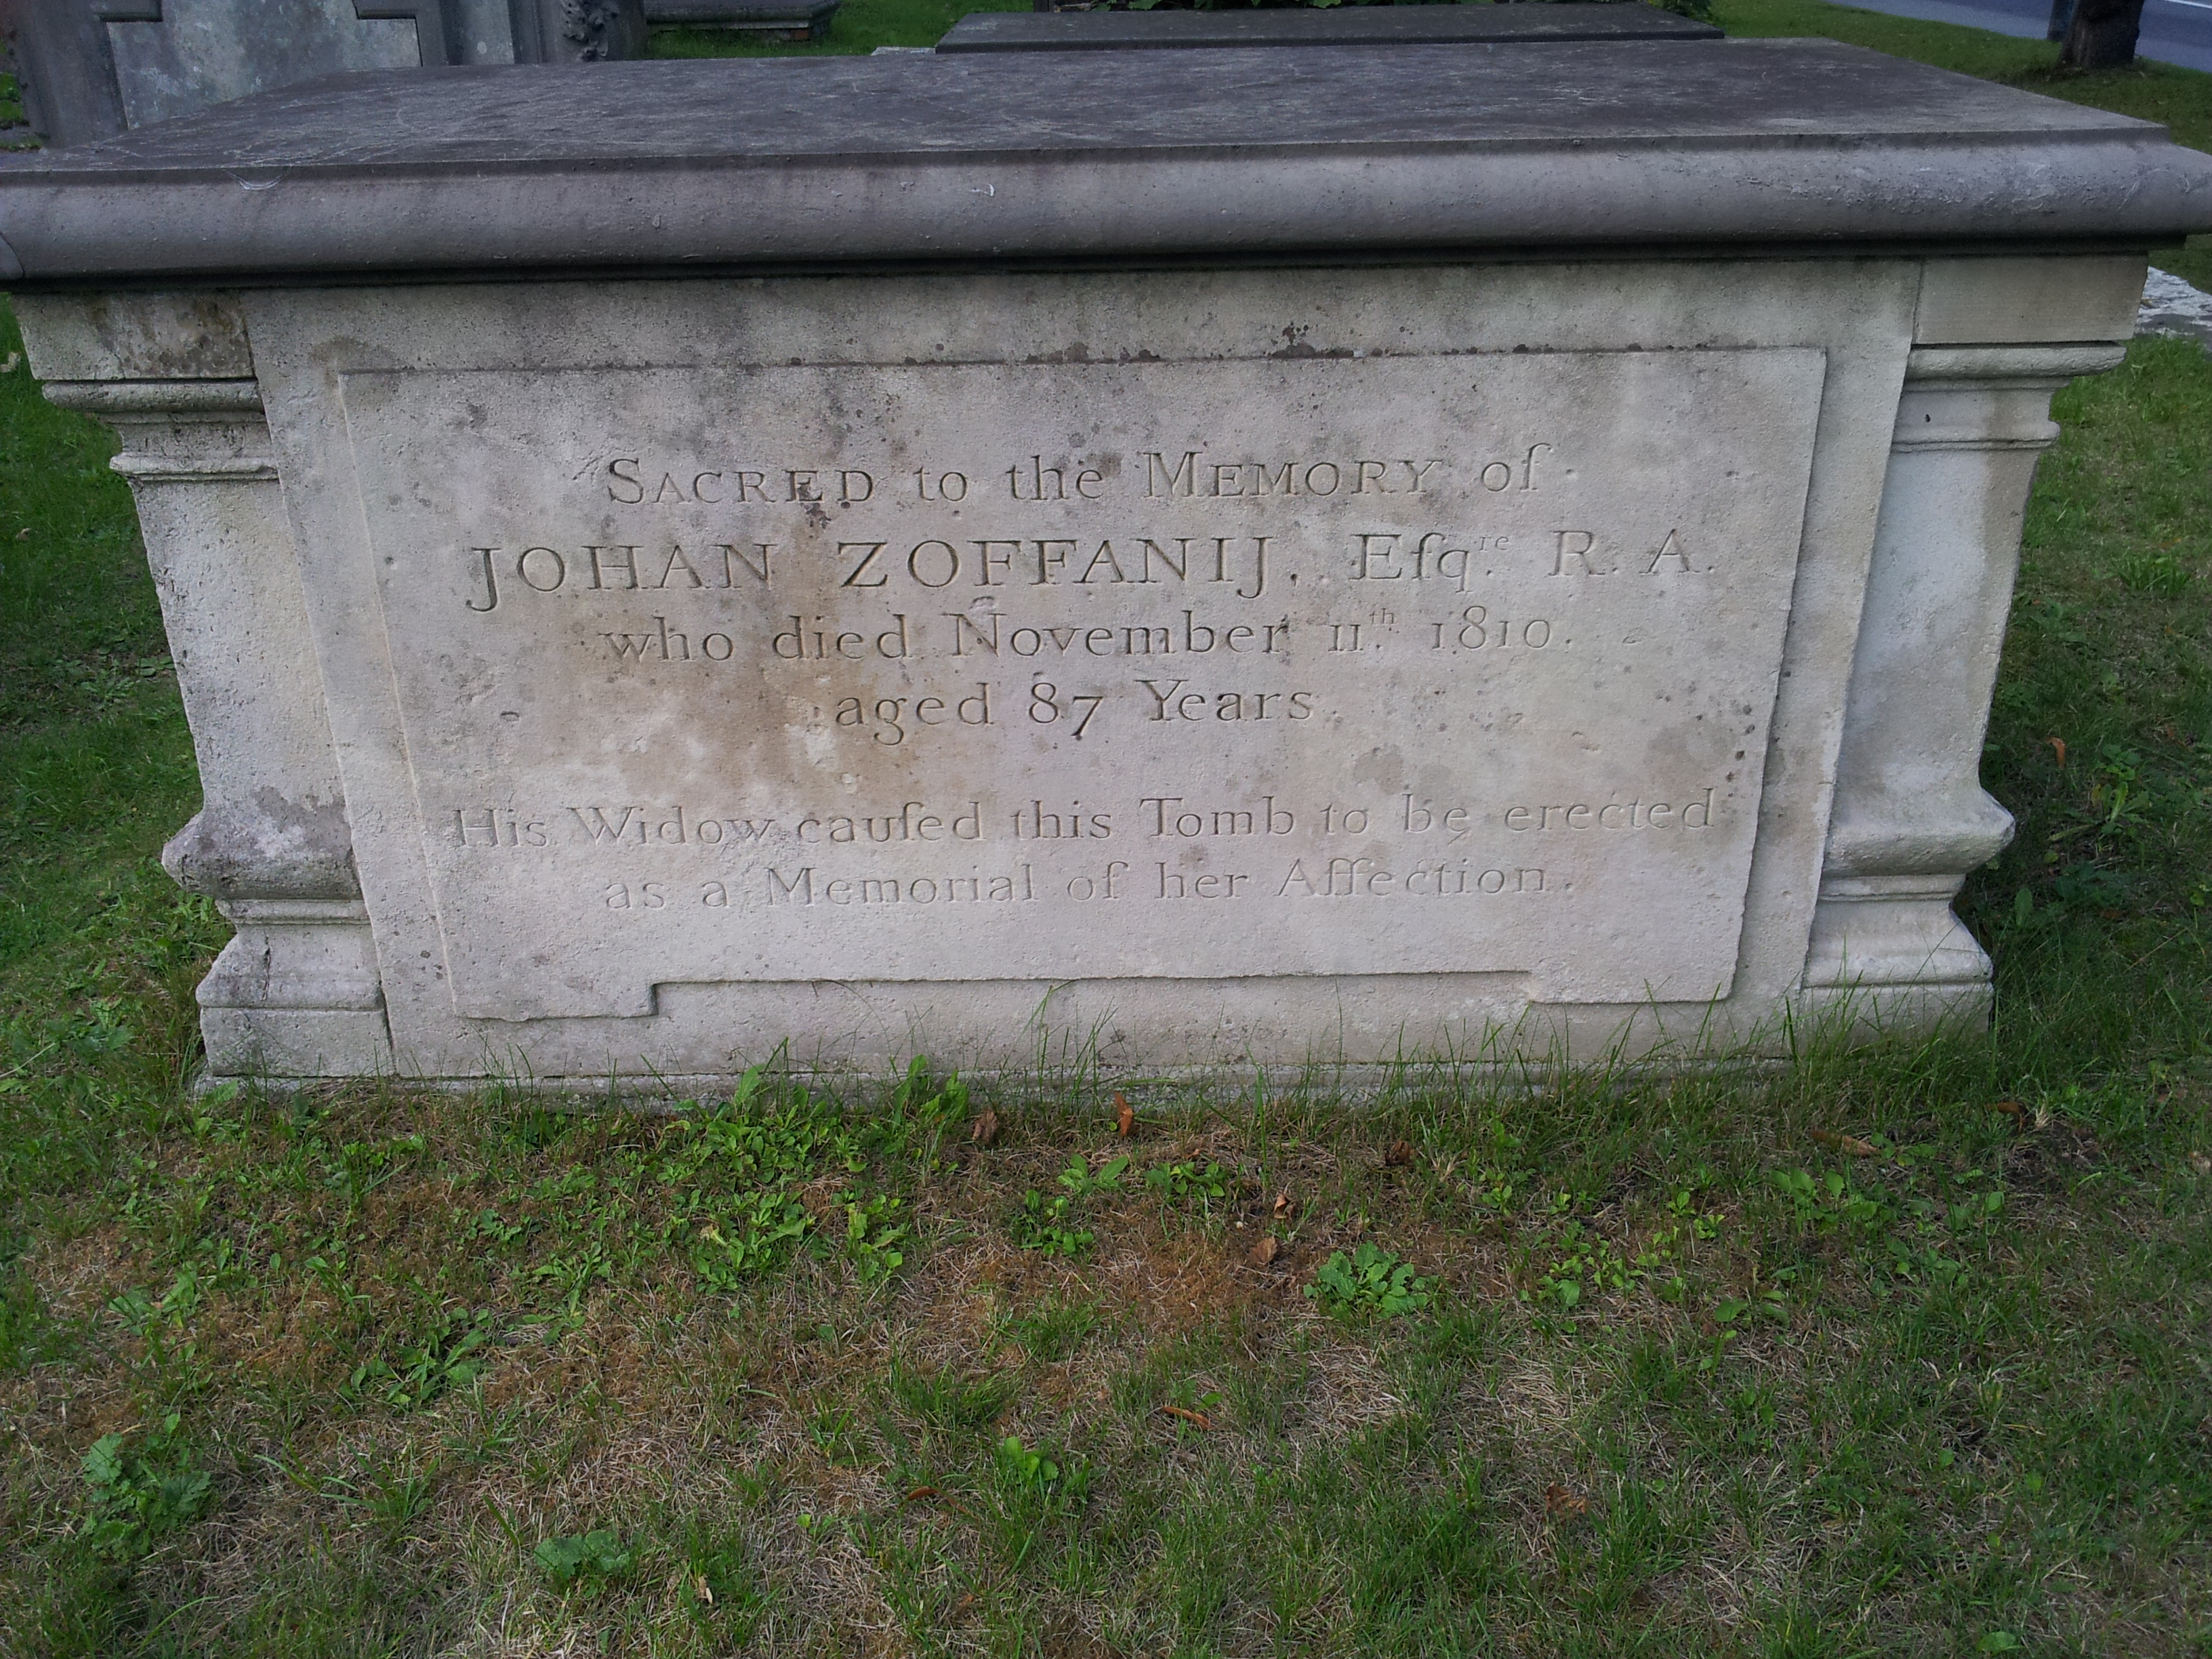 SACRED to the MEMORY of
JOHAN ZOFFANIJ, Eſqre. R. A.
who died November 11th. 1810.
aged 87 Years.
His Widow cauſed this Tomb to be erected
as a Memorial of her Affection.